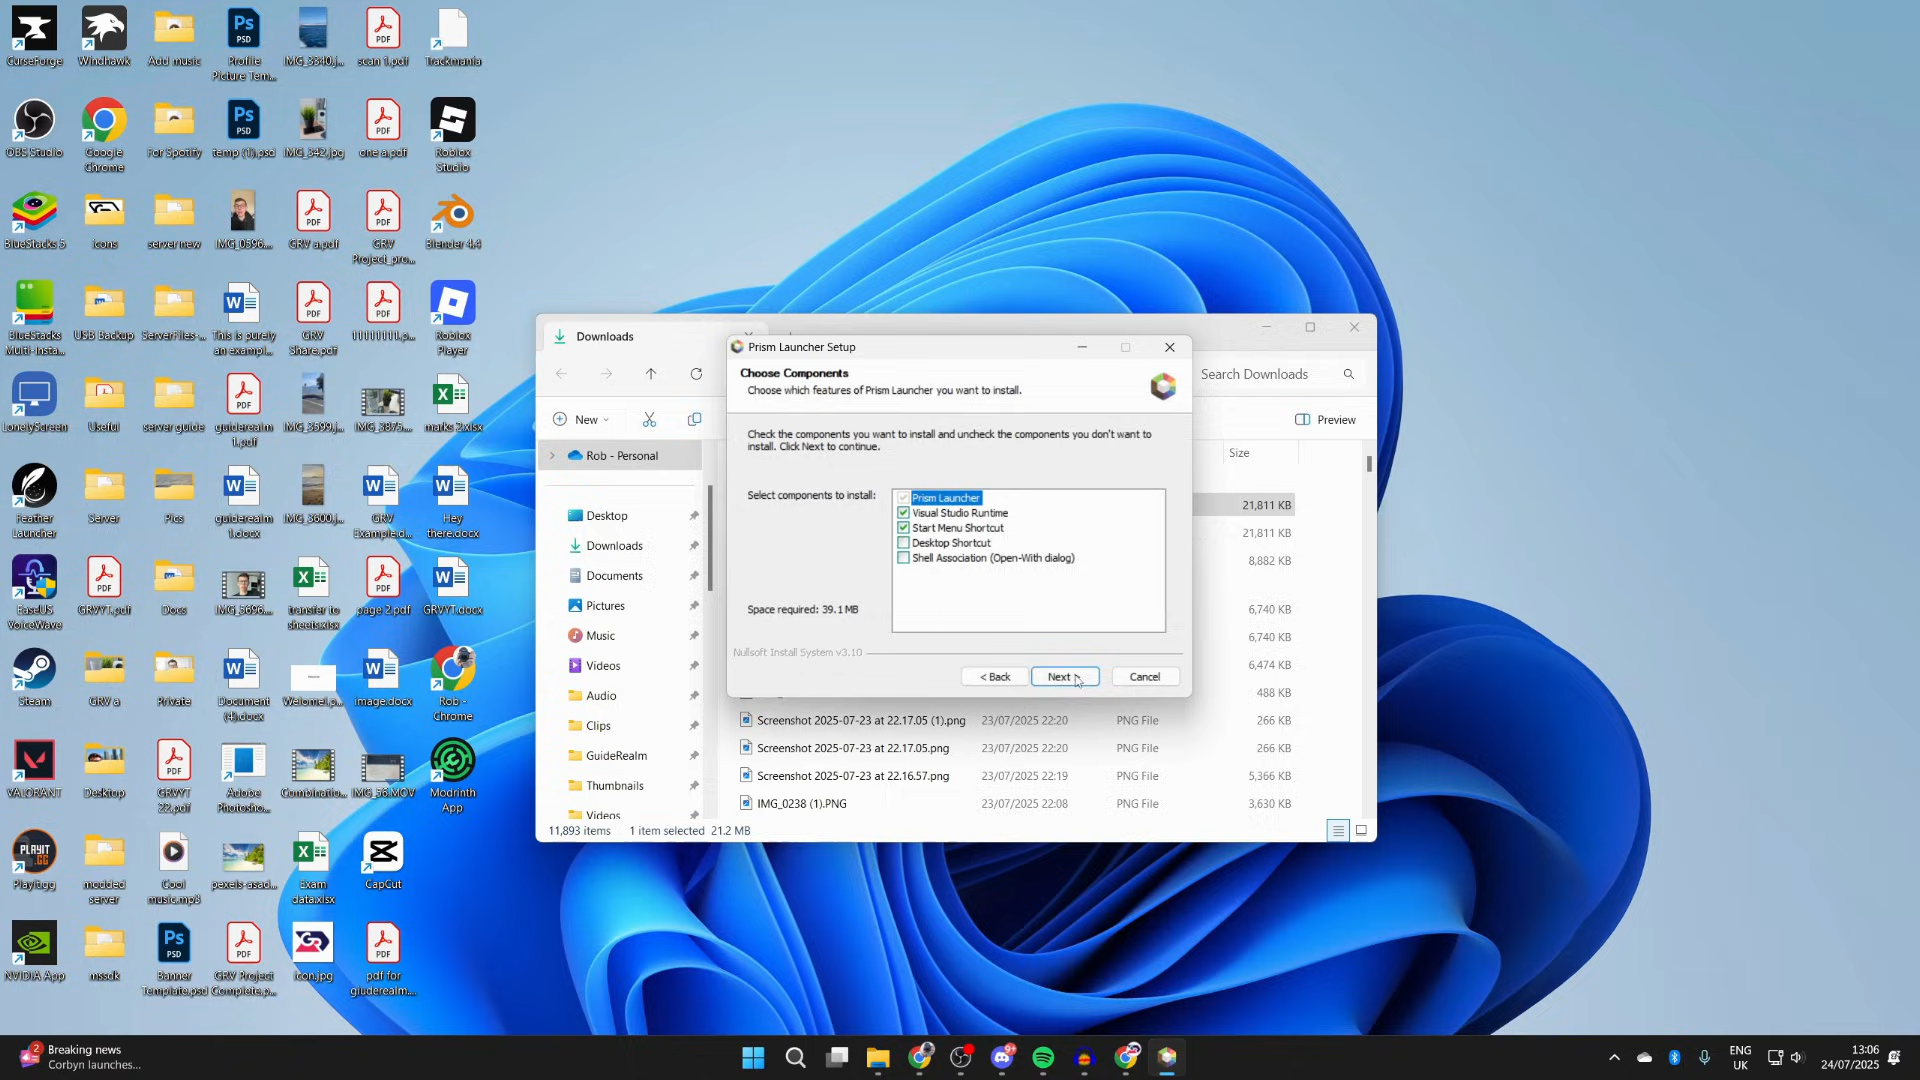 CurseForge
Windhawk
Add music
Profile
Picture Tem...
IMG_3340.j...
scan 1.pdf
Trackmania
OBS Studio
Google
Chrome
For Spotify
temp (1).psd
IMG_342.jpg
one a.pdf
Roblox
Studio
BlueStacks 5
icons
server new
IMG_0596....
GRV a.pdf
GRV
Project_pro...
Blender 4.4
BlueStacks
Multi-Insta...
USB Backup
ServerFiles-...
This is purely
an exampl...
GRV
Share.pdf
11111111.p...
Roblox
Player
LonelyScreen
Useful
server guide
guiderealm
1.pdf
IMG_3599.j...
IMG_3875....
marks 2.xlsx
Feather
Launcher
Server
Pics
guiderealm
1.docx
IMG_3600.j...
GRV
Example.d...
Hey
there.docx
EaseUS
VoiceWave
GRVYT.pdf
Docs
IMG_5696....
transfer to
sheets.xlsx
page 2.pdf
GRVYT.docx
Steam
GRV a
Private
Document
(4).docx
Welcome!.p...
image.docx
Rob -
Chrome
VALORANT
Desktop
GRVYT
22.pdf
Adobe
Photosho...
Combinatio...
IMG_56.MOV
Modrinth
App
PLAYIT
.GG
Playit.gg
modded
server
Cool
music.mp3
pexels-asad...
Exam
data.xlsx
CapCut
NVIDIA App
mssdk
Banner
Template.psd
GRV Project
Complete.p...
icon.jpg
pdf for
giuderealm....
Downloads
Search Downloads
New
Preview
Rob - Personal
Size
Desktop
Downloads
Documents
Pictures
Music
Videos
Audio
Clips
GuideRealm
Thumbnails
Videos
21,811 KB
21,811 KB
8,882 KB
6,740 KB
6,740 KB
6,474 KB
488 KB
Screenshot 2025-07-23 at 22.17.05 (1).png 23/07/2025 22:20 PNG File 266 KB
Screenshot 2025-07-23 at 22.17.05.png 23/07/2025 22:20 PNG File 266 KB
Screenshot 2025-07-23 at 22.16.57.png 23/07/2025 22:19 PNG File 5,366 KB
IMG_0238 (1).PNG 23/07/2025 22:08 PNG File 3,630 KB
11,893 items 1 item selected 21.2 MB
Prism Launcher Setup
Choose Components
Choose which features of Prism Launcher you want to install.
Check the components you want to install and uncheck the components you don't want to
install. Click Next to continue.
Select components to install:
Prism Launcher
Visual Studio Runtime
Start Menu Shortcut
Desktop Shortcut
Shell Association (Open-With dialog)
Space required: 39.1 MB
Nullsoft Install System v3.10
< Back
Next >
Cancel
2
Breaking news
Corbyn launches...
9+
ENG
UK
13:06
24/07/2025